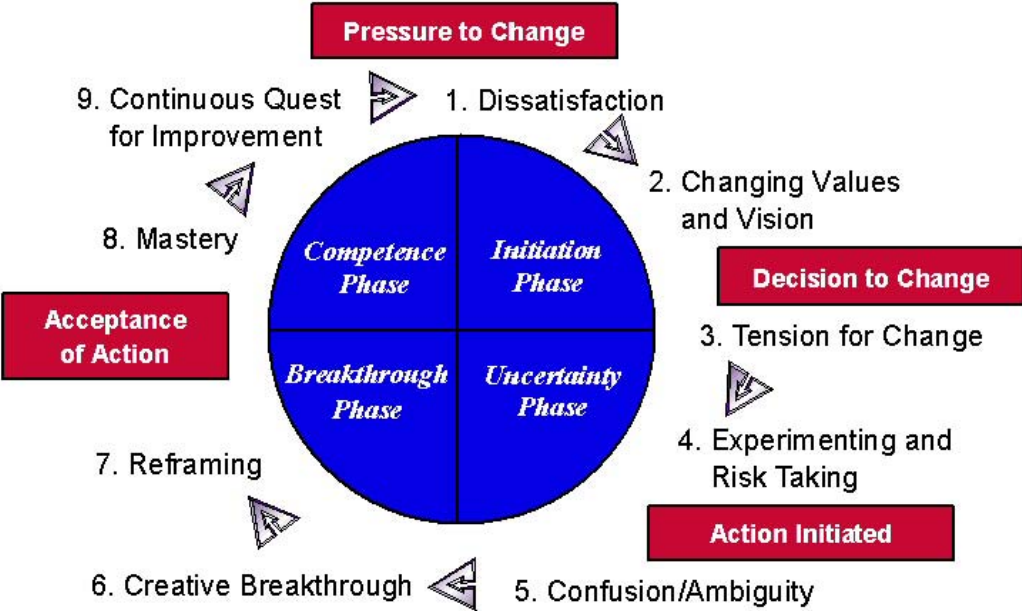 Pressure to Change
9. Continuous Quest
for Improvement
1. Dissatisfaction
2. Changing Values
and Vision
8. Mastery
Competence
Phase
Initiation
Phase
Decision to Change
Acceptance
of Action
3. Tension for Change
Breakthrough
Phase
Uncertainty
Phase
4. Experimenting and
Risk Taking
7. Reframing
Action Initiated
6. Creative Breakthrough
5. Confusion/Ambiguity